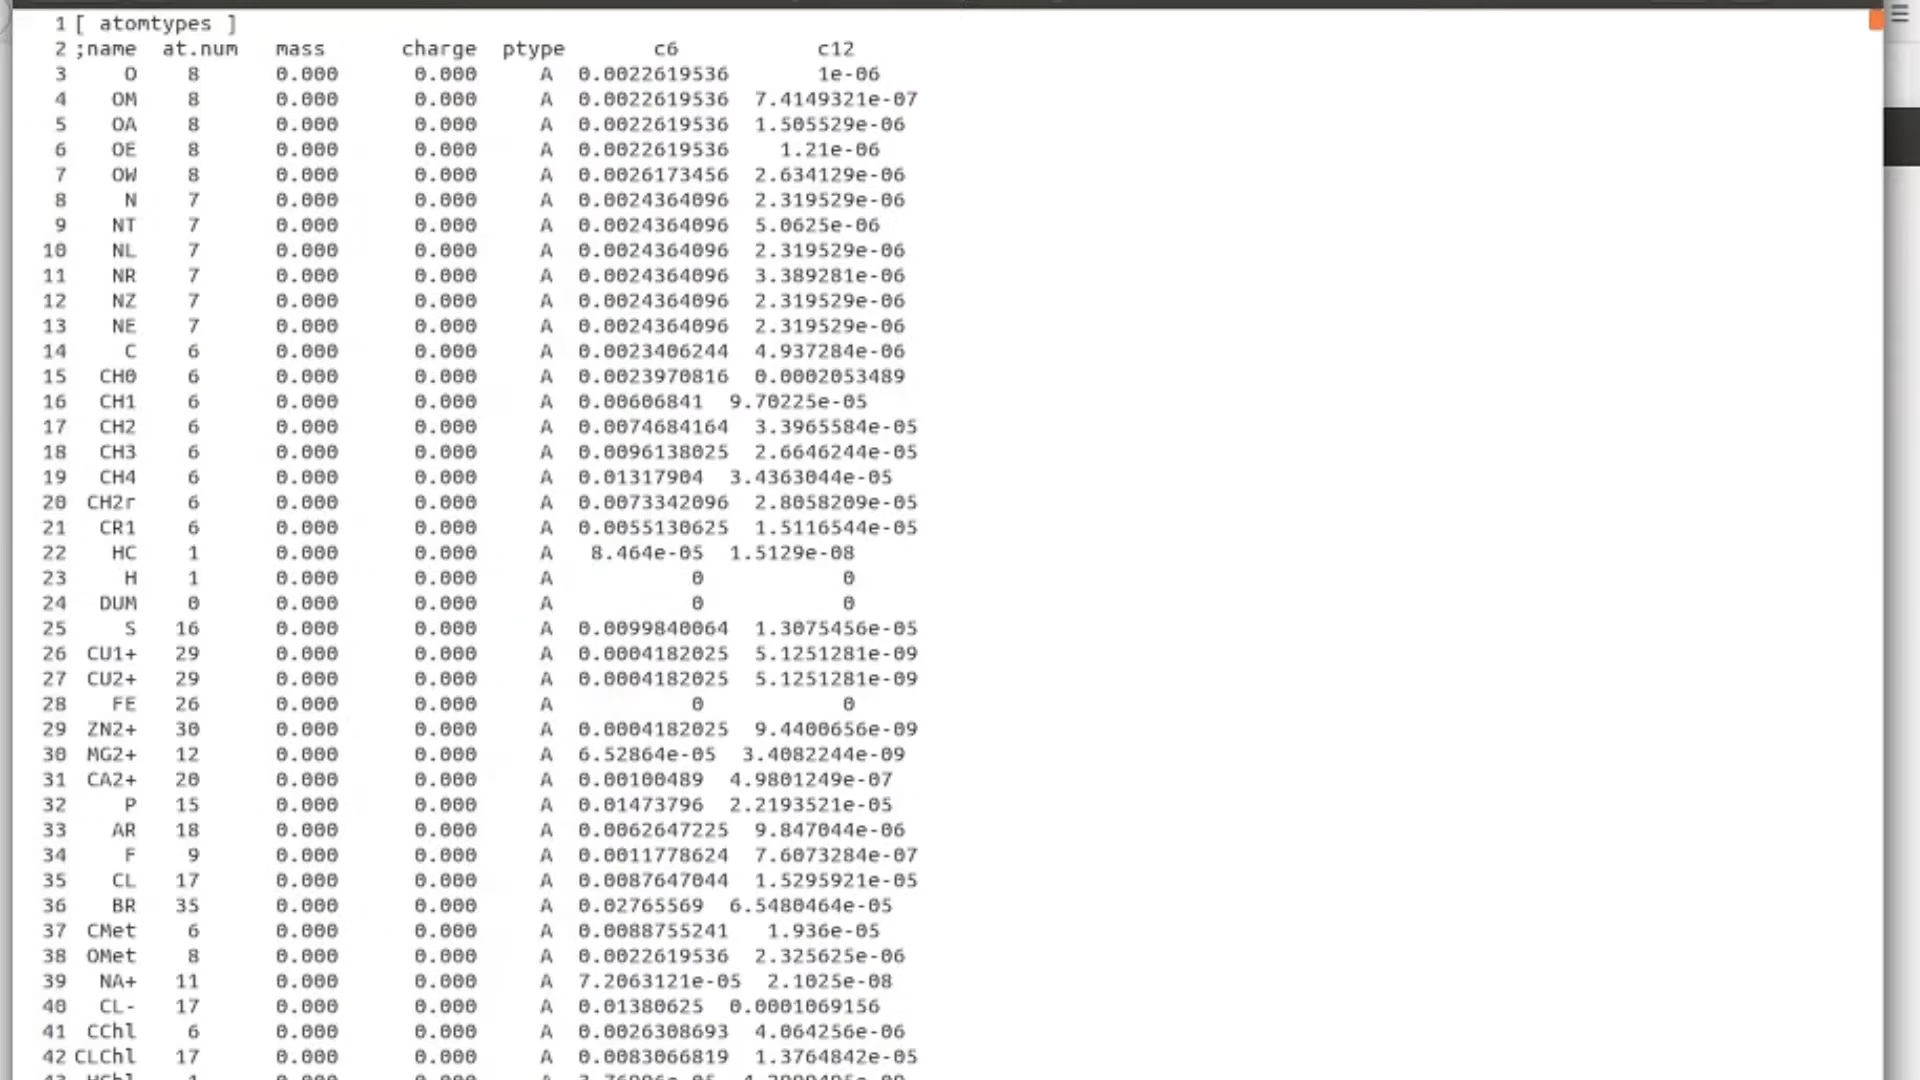 1 [ atomtypes ]
2 ;name at.num mass charge ptype c6 c12
3 O 8 0.000 0.000 A 0.0022619536 1e-06
4 OM 8 0.000 0.000 A 0.0022619536 7.4149321e-07
5 OA 8 0.000 0.000 A 0.0022619536 1.505529e-06
6 OE 8 0.000 0.000 A 0.0022619536 1.21e-06
7 OW 8 0.000 0.000 A 0.0026173456 2.634129e-06
8 N 7 0.000 0.000 A 0.0024364096 2.319529e-06
9 NT 7 0.000 0.000 A 0.0024364096 5.0625e-06
10 NL 7 0.000 0.000 A 0.0024364096 2.319529e-06
11 NR 7 0.000 0.000 A 0.0024364096 3.389281e-06
12 NZ 7 0.000 0.000 A 0.0024364096 2.319529e-06
13 NE 7 0.000 0.000 A 0.0024364096 2.319529e-06
14 C 6 0.000 0.000 A 0.0023406244 4.937284e-06
15 CH0 6 0.000 0.000 A 0.0023970816 0.0002053489
16 CH1 6 0.000 0.000 A 0.00606841 9.70225e-05
17 CH2 6 0.000 0.000 A 0.0074684164 3.3965584e-05
18 CH3 6 0.000 0.000 A 0.0096138025 2.6646244e-05
19 CH4 6 0.000 0.000 A 0.01317904 3.4363044e-05
20 CH2r 6 0.000 0.000 A 0.0073342096 2.8058209e-05
21 CR1 6 0.000 0.000 A 0.0055130625 1.5116544e-05
22 HC 1 0.000 0.000 A 8.464e-05 1.5129e-08
23 H 1 0.000 0.000 A 0 0
24 DUM 0 0.000 0.000 A 0 0
25 S 16 0.000 0.000 A 0.0099840064 1.3075456e-05
26 CU1+ 29 0.000 0.000 A 0.0004182025 5.1251281e-09
27 CU2+ 29 0.000 0.000 A 0.0004182025 5.1251281e-09
28 FE 26 0.000 0.000 A 0 0
29 ZN2+ 30 0.000 0.000 A 0.0004182025 9.4400656e-09
30 MG2+ 12 0.000 0.000 A 6.52864e-05 3.4082244e-09
31 CA2+ 20 0.000 0.000 A 0.00100489 4.9801249e-07
32 P 15 0.000 0.000 A 0.01473796 2.2193521e-05
33 AR 18 0.000 0.000 A 0.0062647225 9.847044e-06
34 F 9 0.000 0.000 A 0.0011778624 7.6073284e-07
35 CL 17 0.000 0.000 A 0.0087647044 1.5295921e-05
36 BR 35 0.000 0.000 A 0.02765569 6.5480464e-05
37 CMet 6 0.000 0.000 A 0.0088755241 1.936e-05
38 OMet 8 0.000 0.000 A 0.0022619536 2.325625e-06
39 NA+ 11 0.000 0.000 A 7.2063121e-05 2.1025e-08
40 CL- 17 0.000 0.000 A 0.01380625 0.0001069156
41 CChl 6 0.000 0.000 A 0.0026308693 4.064256e-06
42 CLChl 17 0.000 0.000 A 0.0083066819 1.3764842e-05